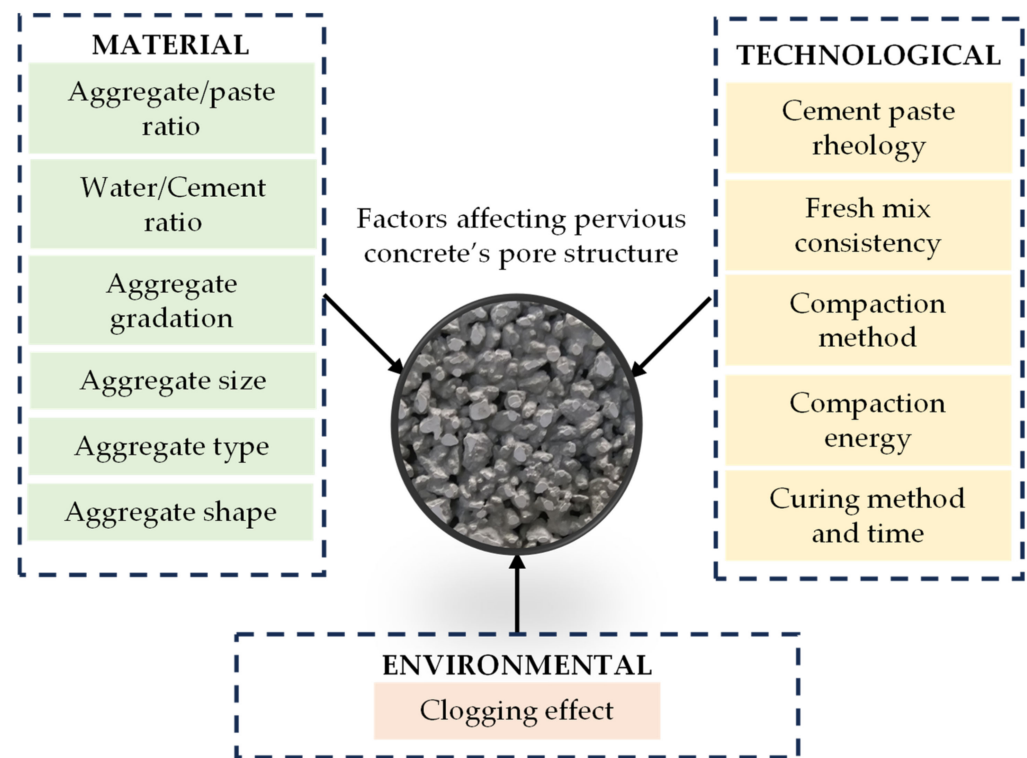 MATERIAL
Aggregate/paste
ratio
Water/Cement
ratio
Aggregate
gradation
Aggregate size
Aggregate type
Aggregate shape
Factors affecting pervious
concrete’s pore structure
TECHNOLOGICAL
Cement paste
rheology
Fresh mix
consistency
Compaction
method
Compaction
energy
Curing method
and time
ENVIRONMENTAL
Clogging effect